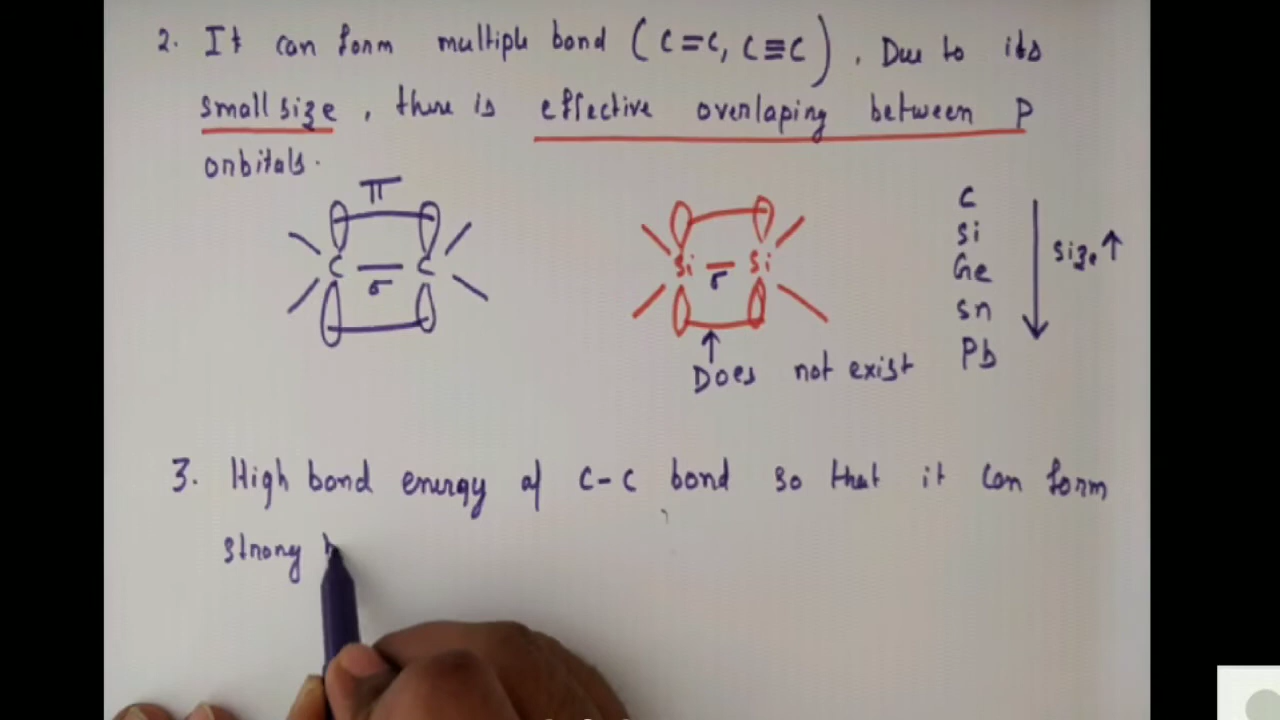 2. It can form multiple bond (C=C, C≡C). Due to its
small size, there is effective overlaping between P
orbitals.
π
C — C
σ
Si — Si
σ
Does not exist
C
Si
Ge
Sn
Pb
Size ↑
3. High bond energy of C-C bond so that it can form
strong